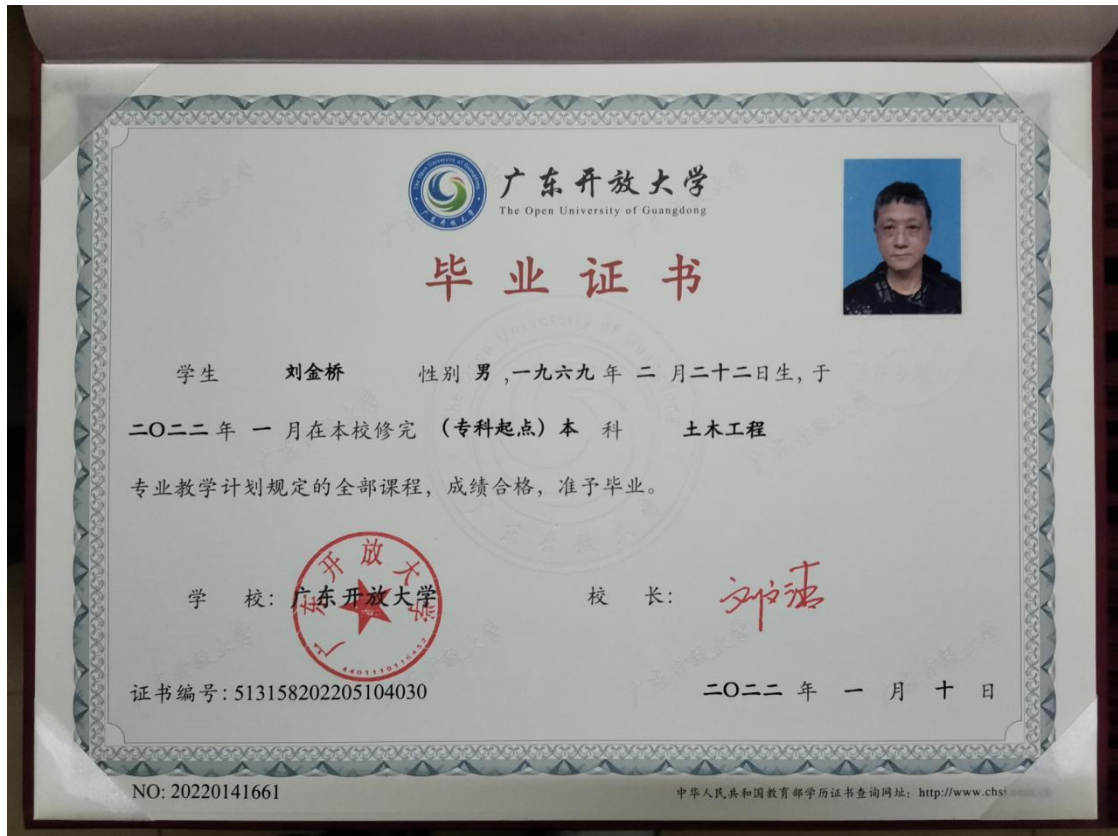 广东开放大学
The Open University of Guangdong
毕业证书
学生 刘金桥 性别 男 ,一九六九 年 二 月二十二日生, 于
二〇二二 年 一 月在本校修完 （专科起点）本 科 土木工程
专业教学计划规定的全部课程，成绩合格，准予毕业。
学 校: 广东开放大学 校 长:
广东开放大学
证书编号: 513158202205104030 二〇二二 年 一 月 十 日
NO: 20220141661 中华人民共和国教育部学历证书查询网址: http://www.chsi